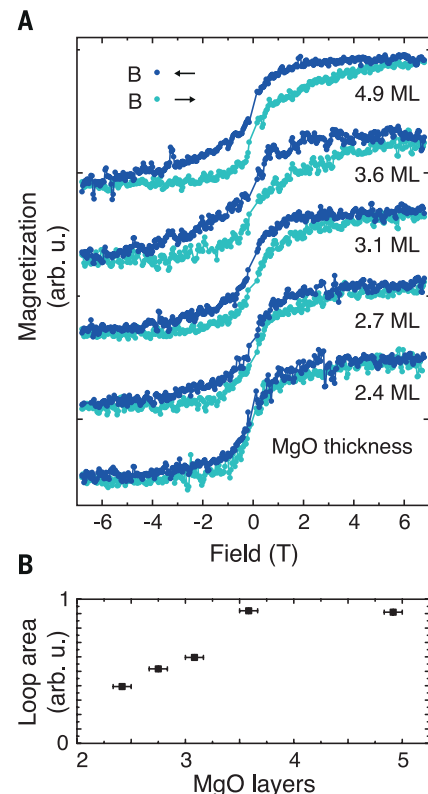 A
B ● ←
B ● →
4.9 ML
3.6 ML
3.1 ML
2.7 ML
2.4 ML
MgO thickness
Magnetization
(arb. u.)
-6 -4 -2 0 2 4 6
Field (T)
B
1
0
Loop area
(arb. u.)
2 3 4 5
MgO layers